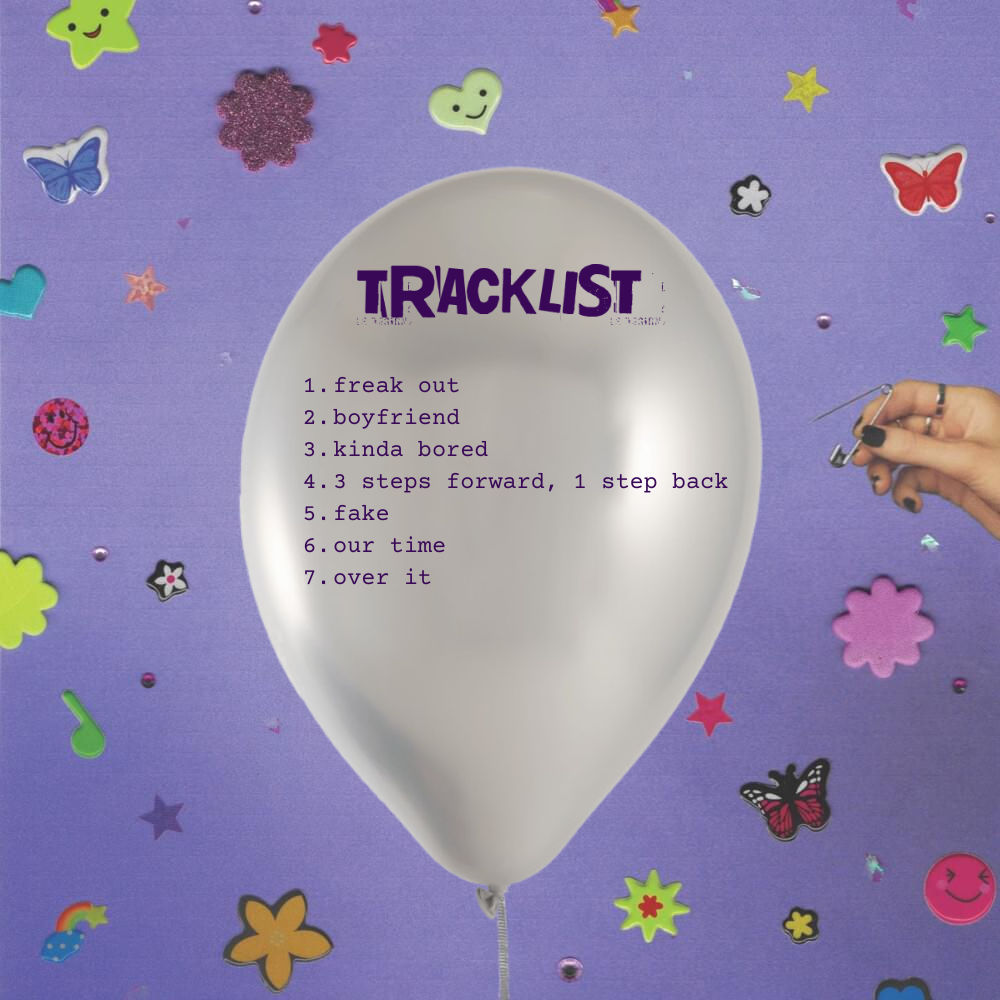 TRACKLIST
1.freak out
2.boyfriend
3.kinda bored
4.3 steps forward, 1 step back
5.fake
6.our time
7.over it